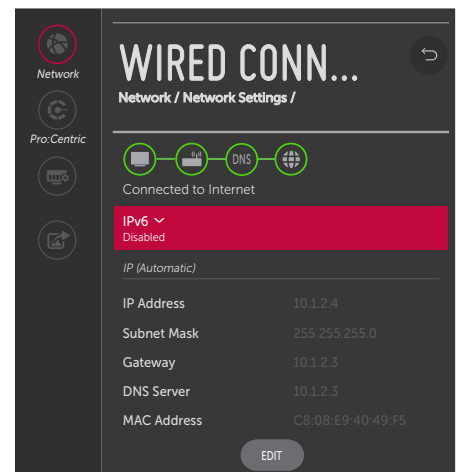 Network
Pro:Centric
WIRED CONN...
Network / Network Settings /
DNS
Connected to Internet
IPv6
Disabled
IP (Automatic)
IP Address 10.1.2.4
Subnet Mask 255.255.255.0
Gateway 10.1.2.3
DNS Server 10.1.2.3
MAC Address C8:08:E9:40:49:F5
EDIT